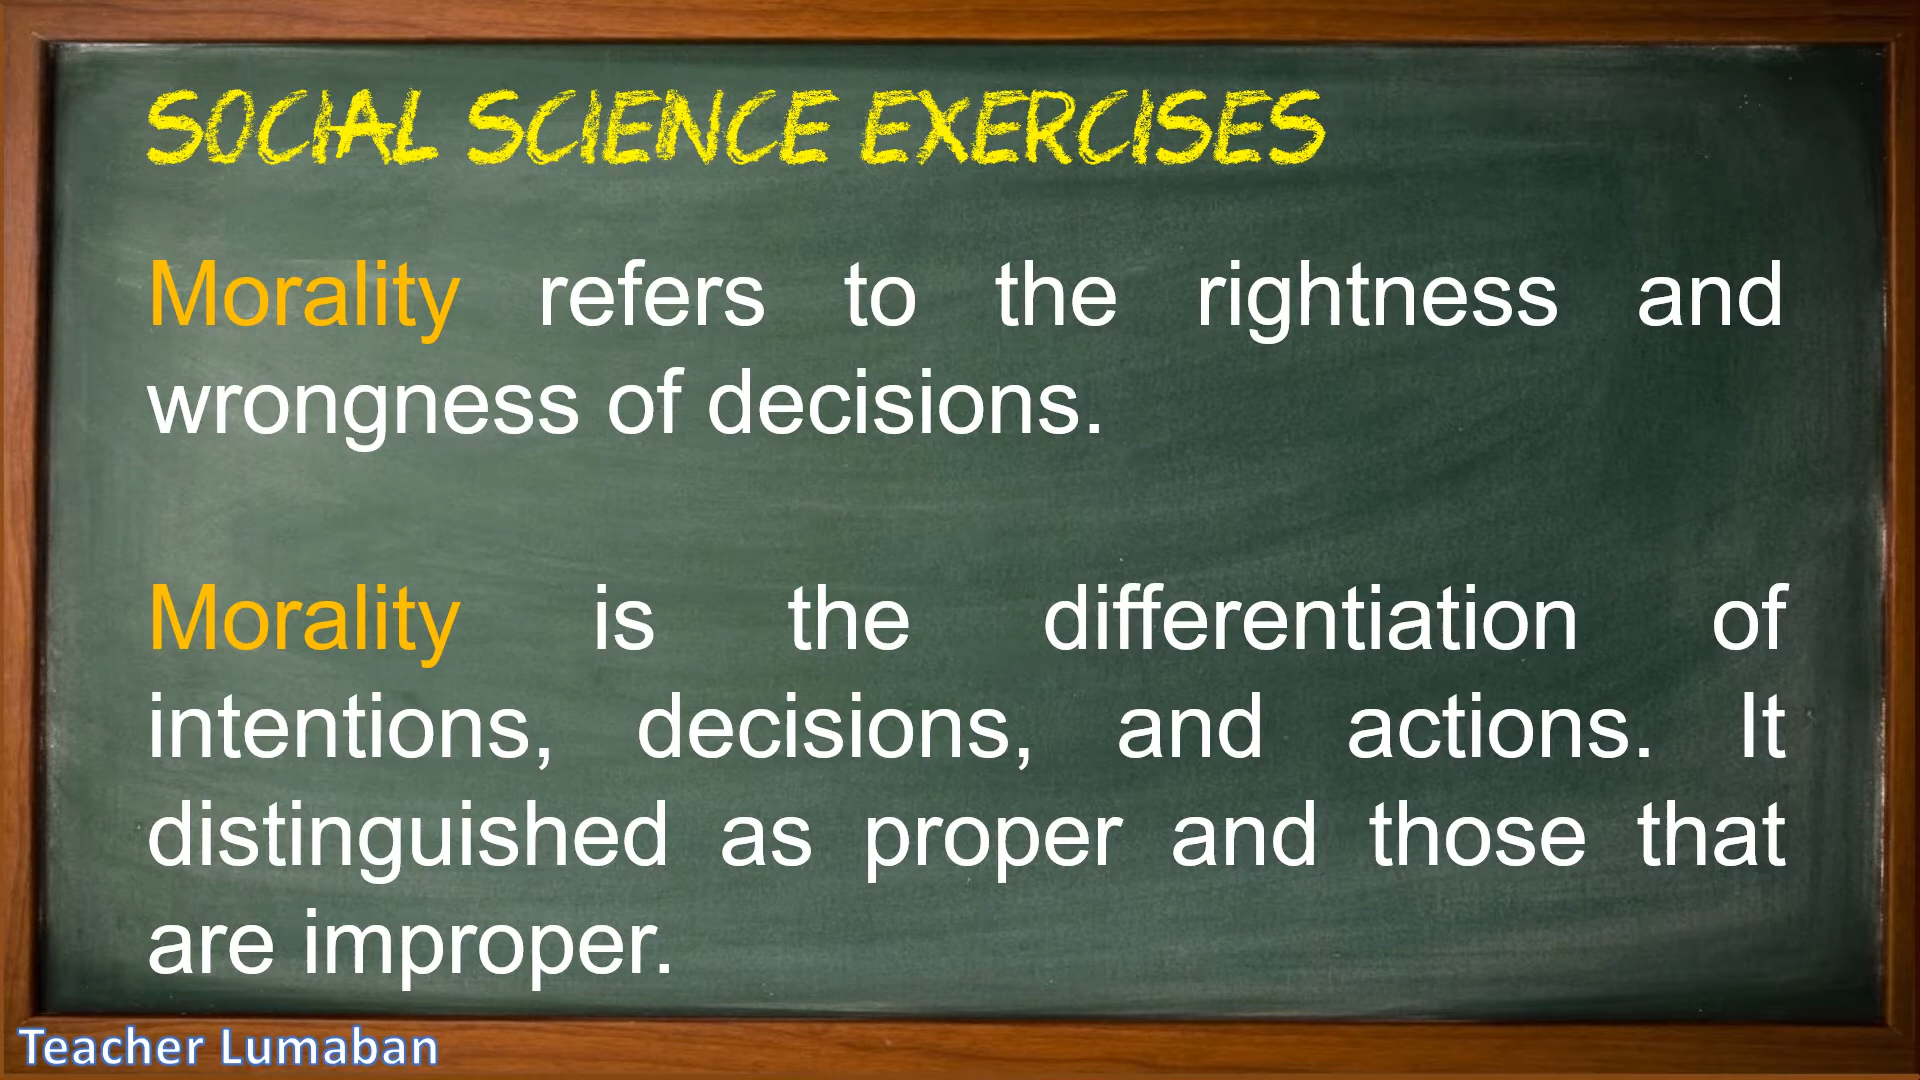 SOCIAL SCIENCE EXERCISES
Morality refers to the rightness and
wrongness of decisions.
Morality is the differentiation of
intentions, decisions, and actions. It
distinguished as proper and those that
are improper.
Teacher Lumaban